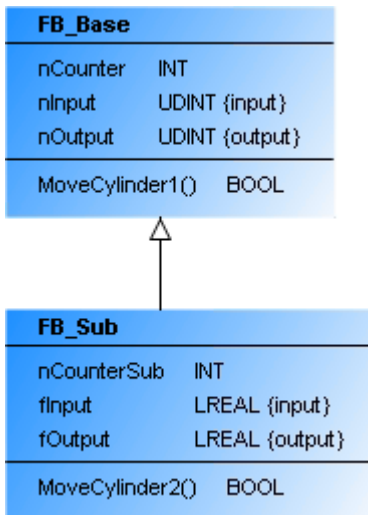 FB_Base
nCounter INT
nInput UDINT {input}
nOutput UDINT {output}
MoveCylinder1() BOOL
FB_Sub
nCounterSub INT
fInput LREAL {input}
fOutput LREAL {output}
MoveCylinder2() BOOL